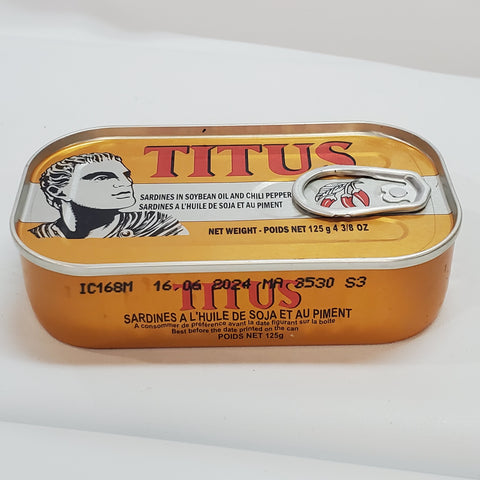 TITUS
SARDINES IN SOYBEAN OIL AND CHILI PEPPER
SARDINES A L'HUILE DE SOJA ET AU PIMENT
NET WEIGHT - POIDS NET 125 g 4 3/8 OZ
IC168M 16.06 2024 MA 3530 S3
TITUS
SARDINES A L'HUILE DE SOJA ET AU PIMENT
A consommer de préférence avant la date figurant sur la boîte
Best before the date printed on the can
POIDS NET 125g